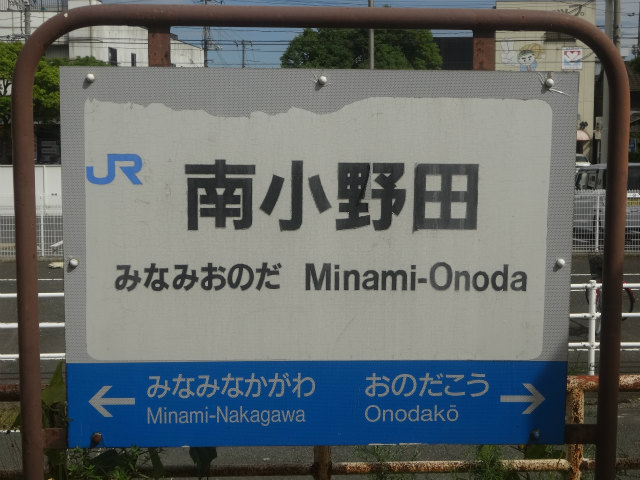 JR
南小野田
みなみおのだ Minami-Onoda
← みなみなかがわ
Minami-Nakagawa
おのだこう →
Onodakō